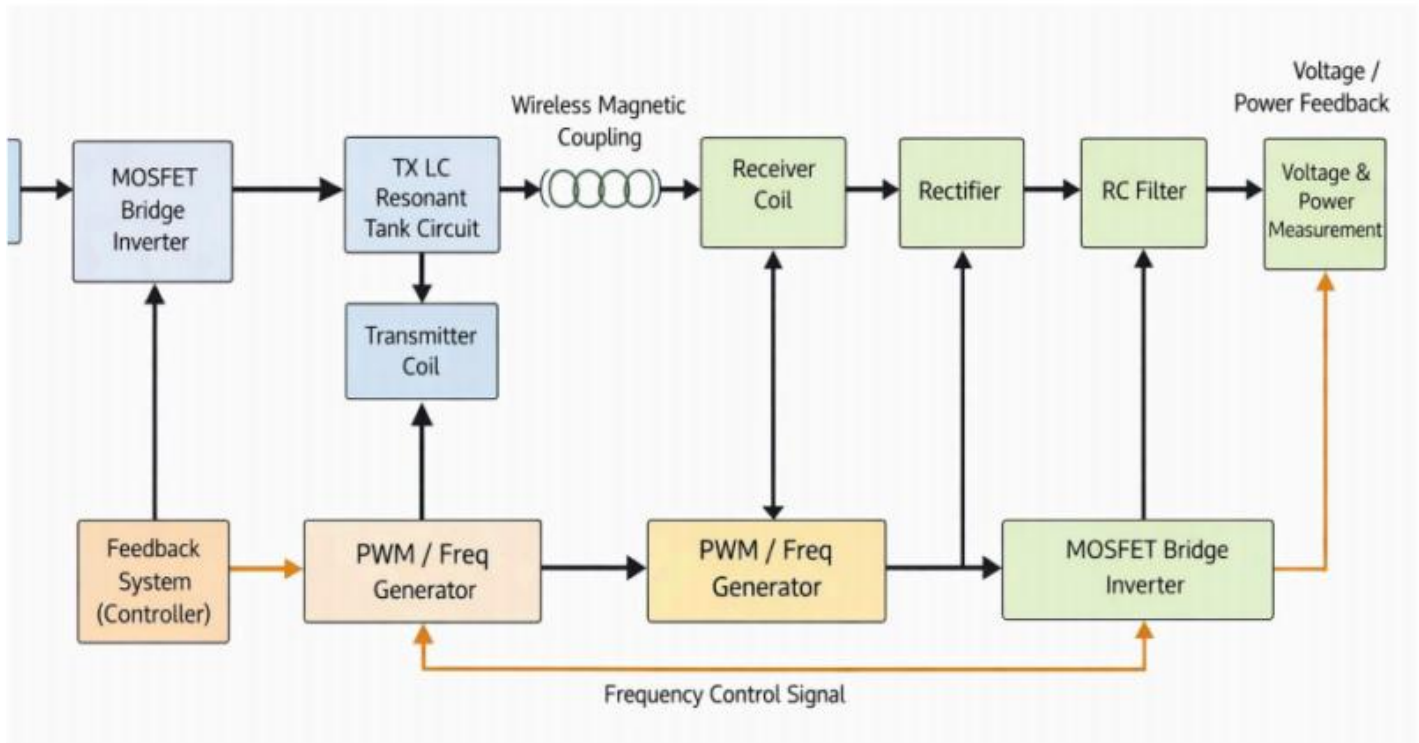 Voltage /
Power Feedback
Wireless Magnetic
Coupling
MOSFET
Bridge
Inverter
TX LC
Resonant
Tank Circuit
Receiver
Coil
Rectifier
RC Filter
Voltage &
Power
Measurement
Transmitter
Coil
Feedback
System
(Controller)
PWM / Freq
Generator
PWM / Freq
Generator
MOSFET Bridge
Inverter
Frequency Control Signal